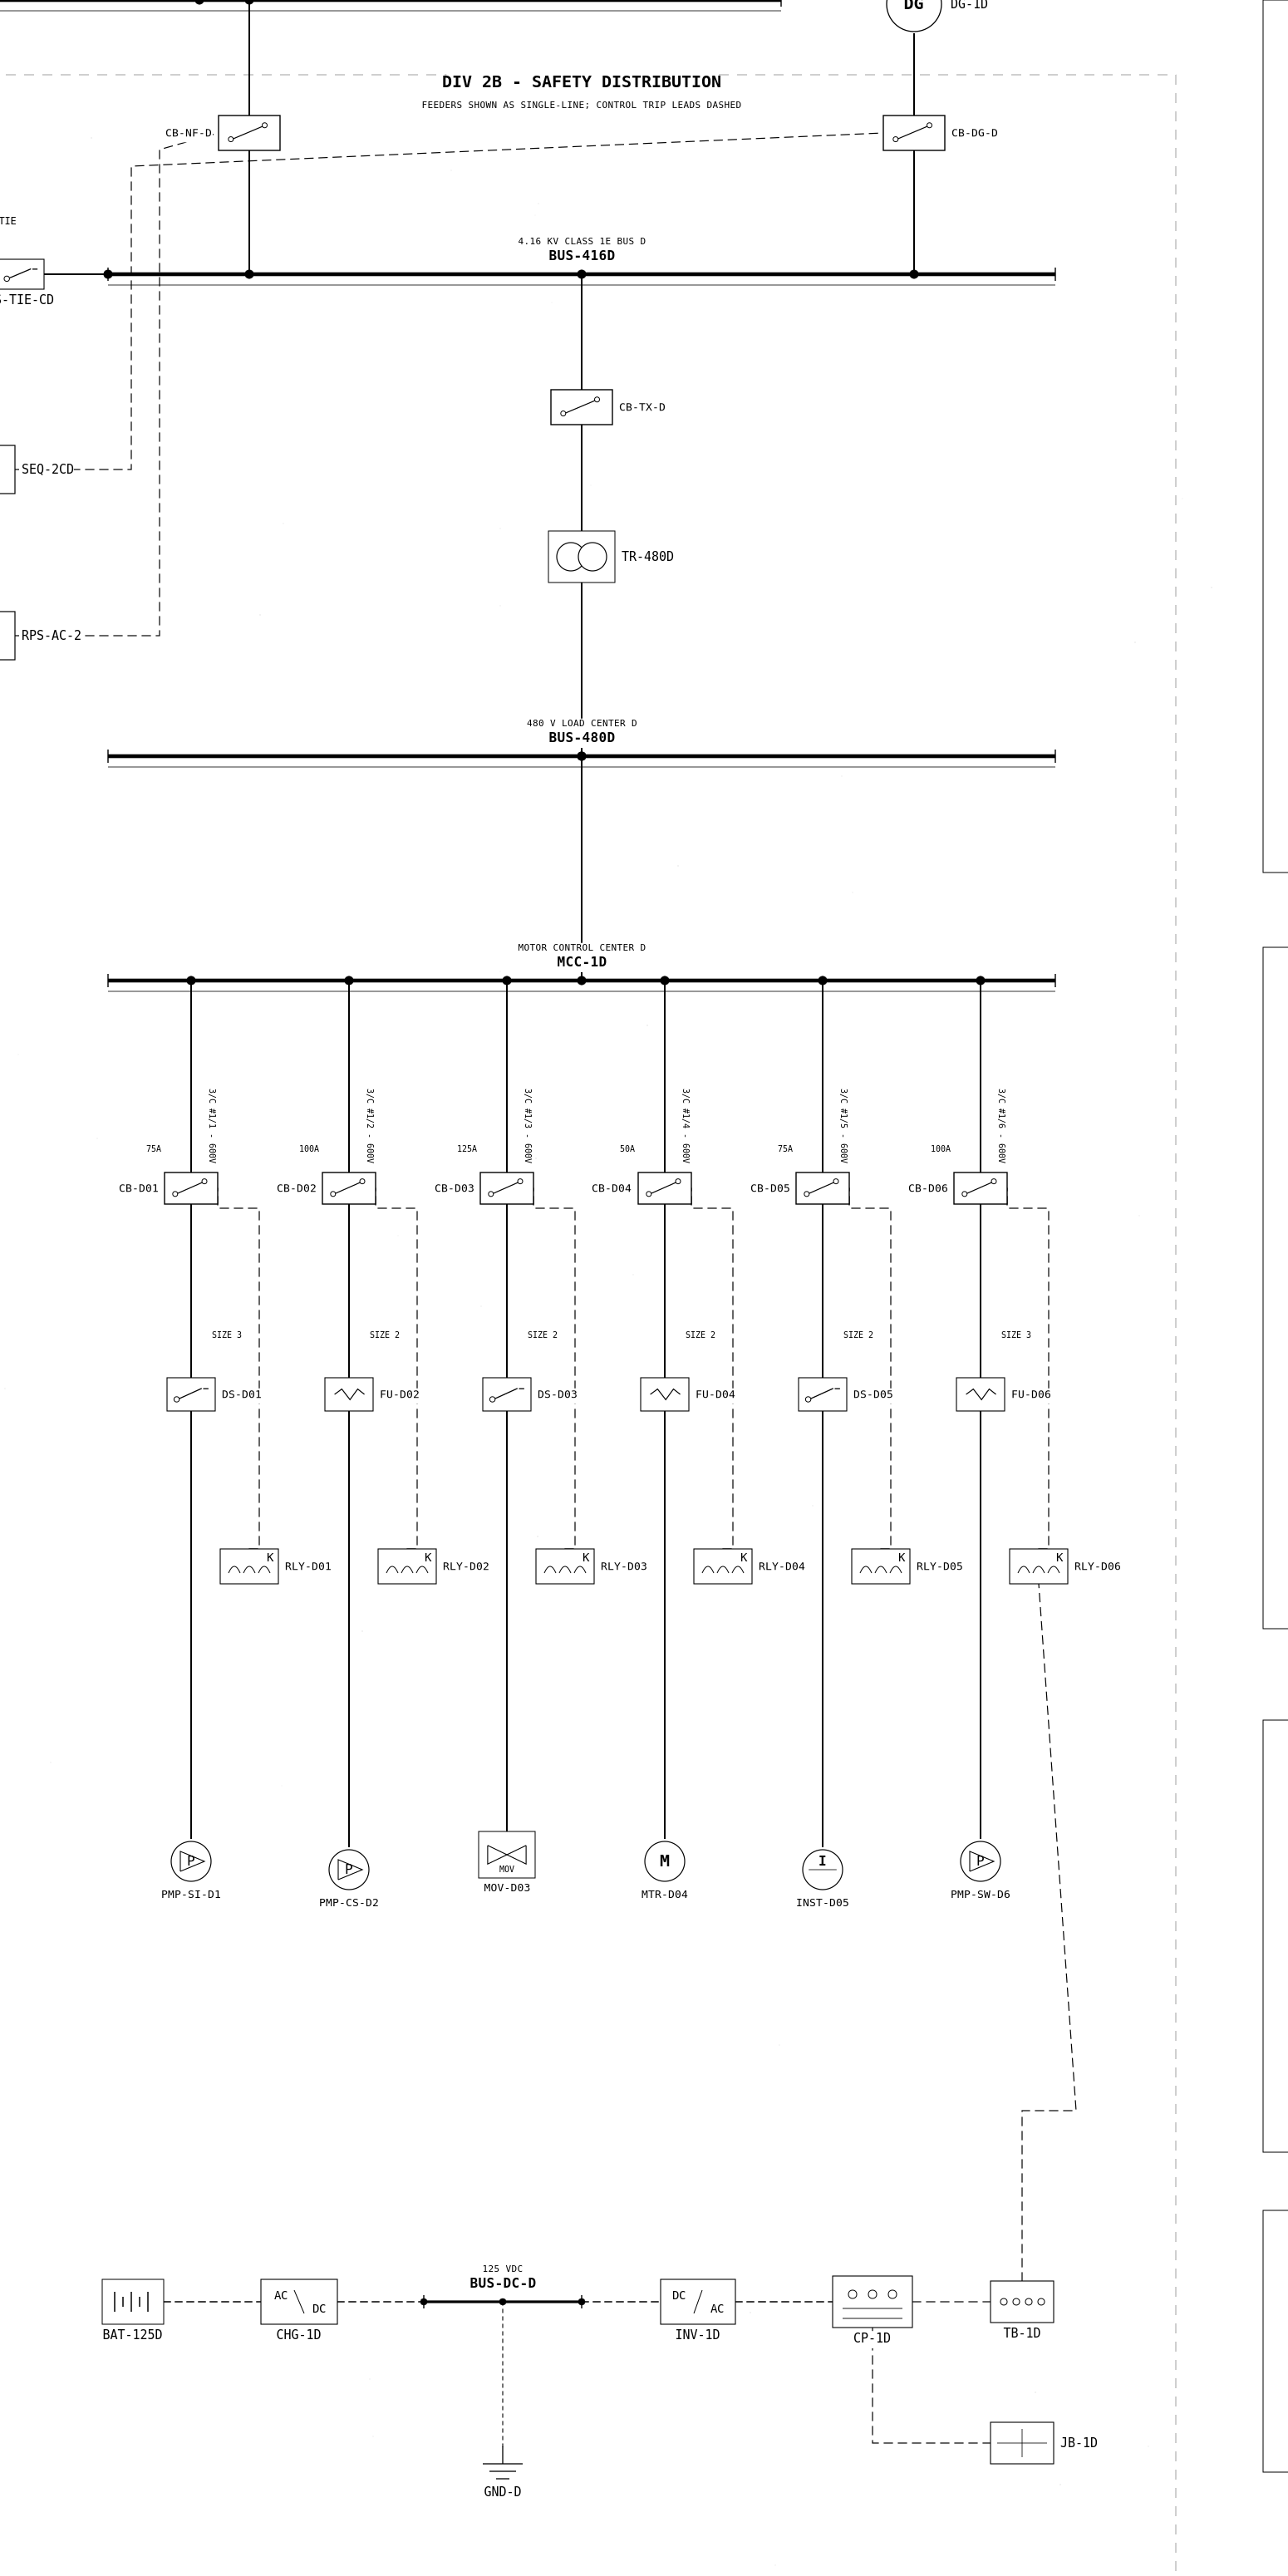 DG
DG-1D
DIV 2B - SAFETY DISTRIBUTION
FEEDERS SHOWN AS SINGLE-LINE; CONTROL TRIP LEADS DASHED
CB-NF-D
CB-DG-D
TIE
4.16 KV CLASS 1E BUS D
BUS-416D
-TIE-CD
CB-TX-D
SEQ-2CD
TR-480D
RPS-AC-2
480 V LOAD CENTER D
BUS-480D
MOTOR CONTROL CENTER D
MCC-1D
3/C #1/1 - 600V
3/C #1/2 - 600V
3/C #1/3 - 600V
3/C #1/4 - 600V
3/C #1/5 - 600V
3/C #1/6 - 600V
75A
100A
125A
50A
75A
100A
CB-D01
CB-D02
CB-D03
CB-D04
CB-D05
CB-D06
SIZE 3
SIZE 2
SIZE 2
SIZE 2
SIZE 2
SIZE 3
DS-D01
FU-D02
DS-D03
FU-D04
DS-D05
FU-D06
K
RLY-D01
K
RLY-D02
K
RLY-D03
K
RLY-D04
K
RLY-D05
K
RLY-D06
P
PMP-SI-D1
P
PMP-CS-D2
MOV
MOV-D03
M
MTR-D04
I
INST-D05
P
PMP-SW-D6
125 VDC
BUS-DC-D
AC
DC
DC
AC
BAT-125D
CHG-1D
INV-1D
CP-1D
TB-1D
JB-1D
GND-D